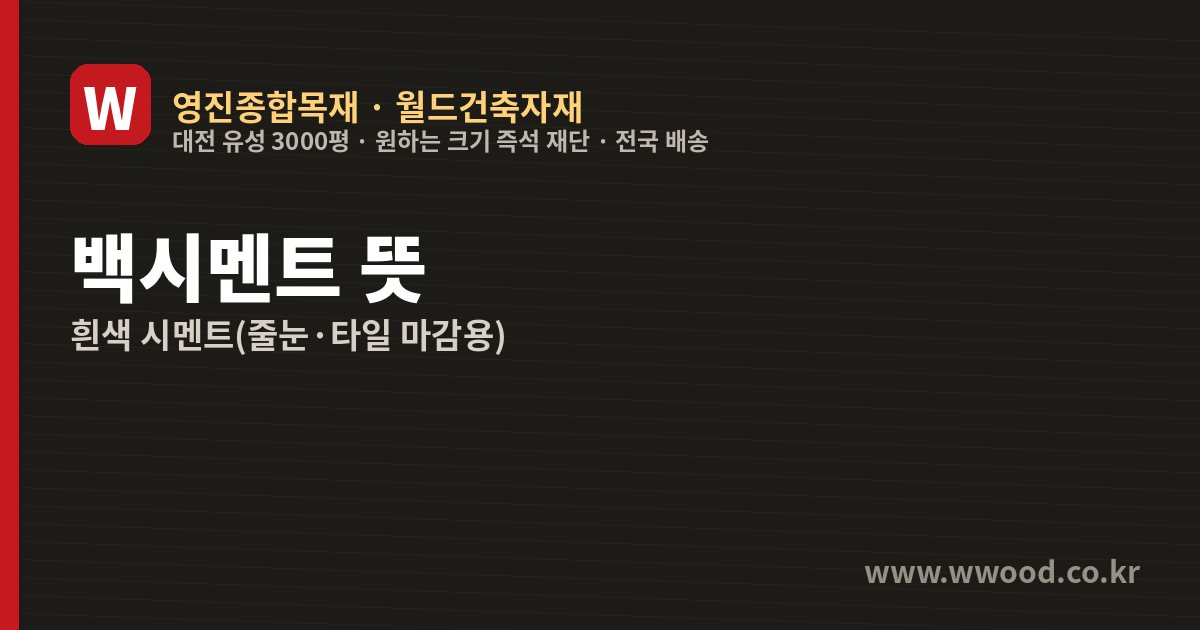 W
영진종합목재 · 월드건축자재
대전 유성 3000평 · 원하는 크기 즉석 재단 · 전국 배송
백시멘트 뜻
흰색 시멘트(줄눈·타일 마감용)
www.wwood.co.kr